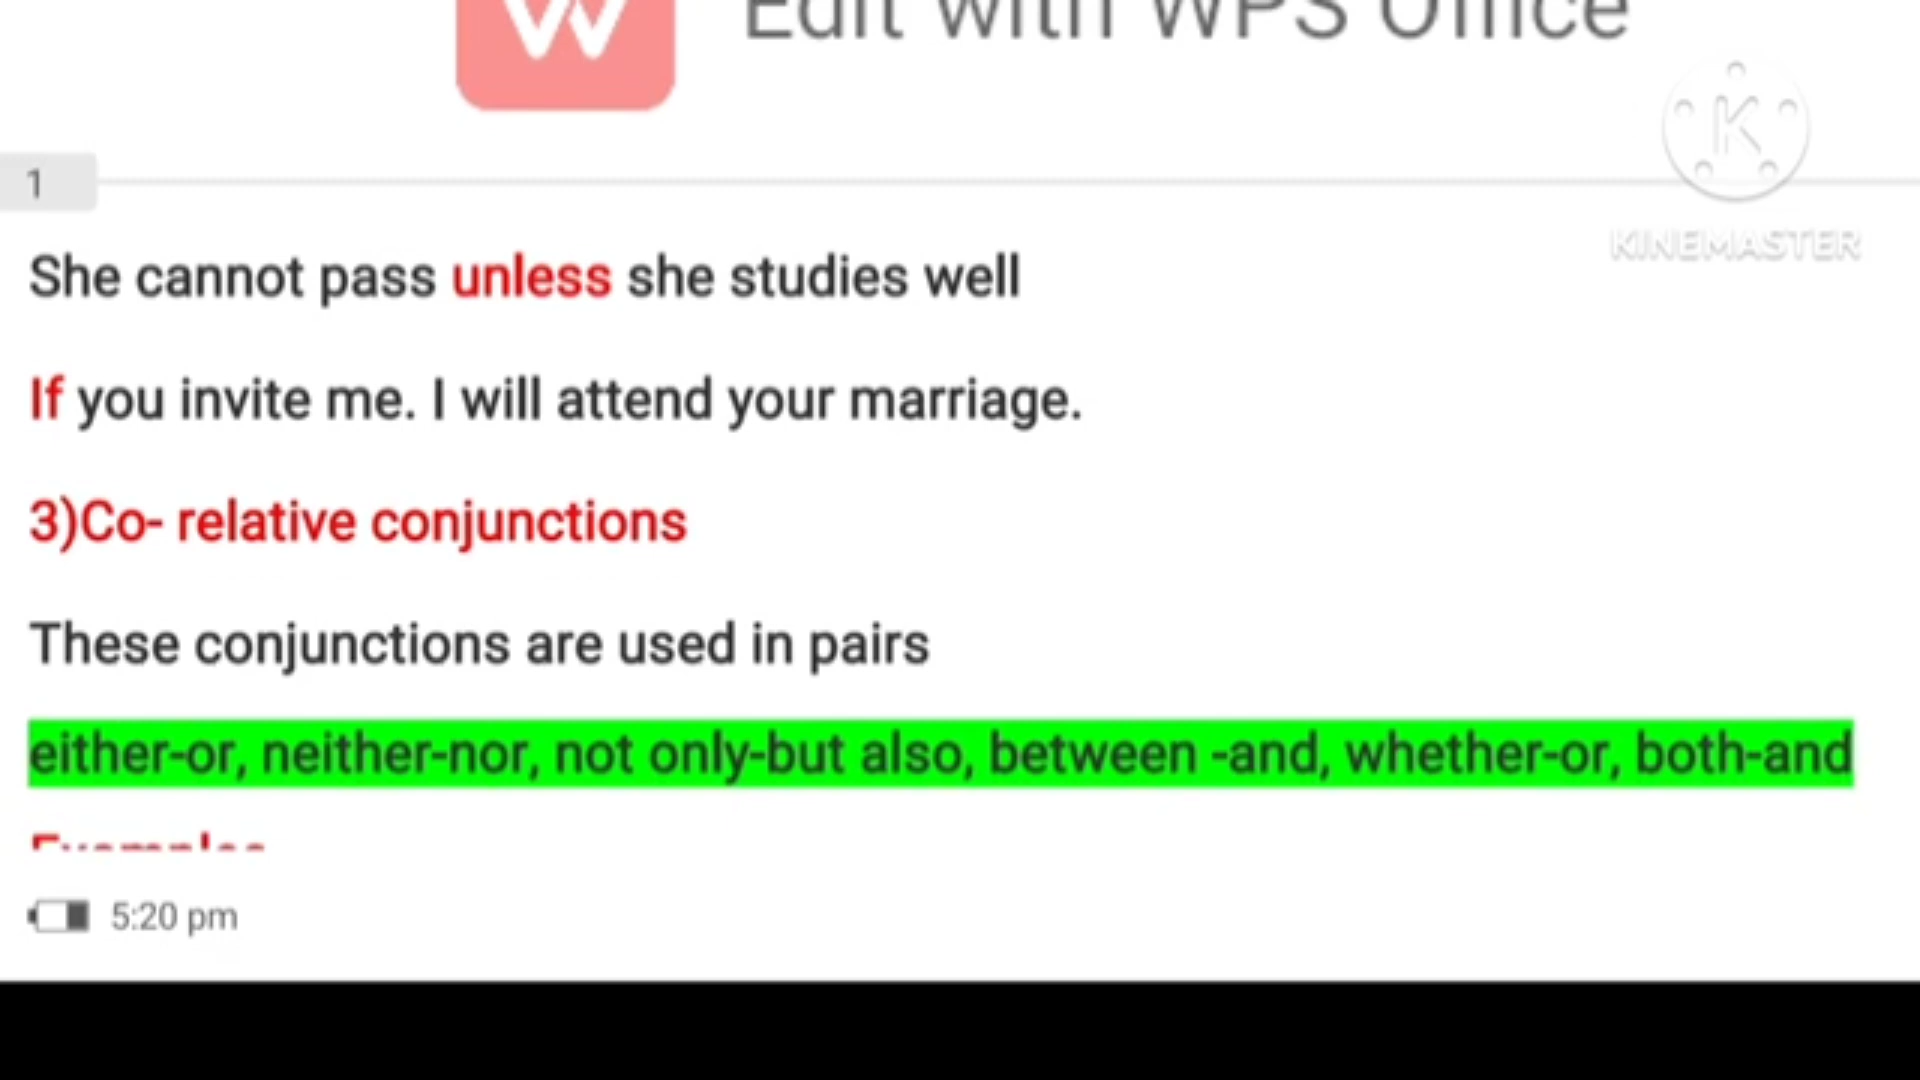 Edit with WPS Office
KINEMASTER
1
She cannot pass unless she studies well
If you invite me. I will attend your marriage.
3)Co- relative conjunctions
These conjunctions are used in pairs
either-or, neither-nor, not only-but also, between -and, whether-or, both-and
Examples
5:20 pm